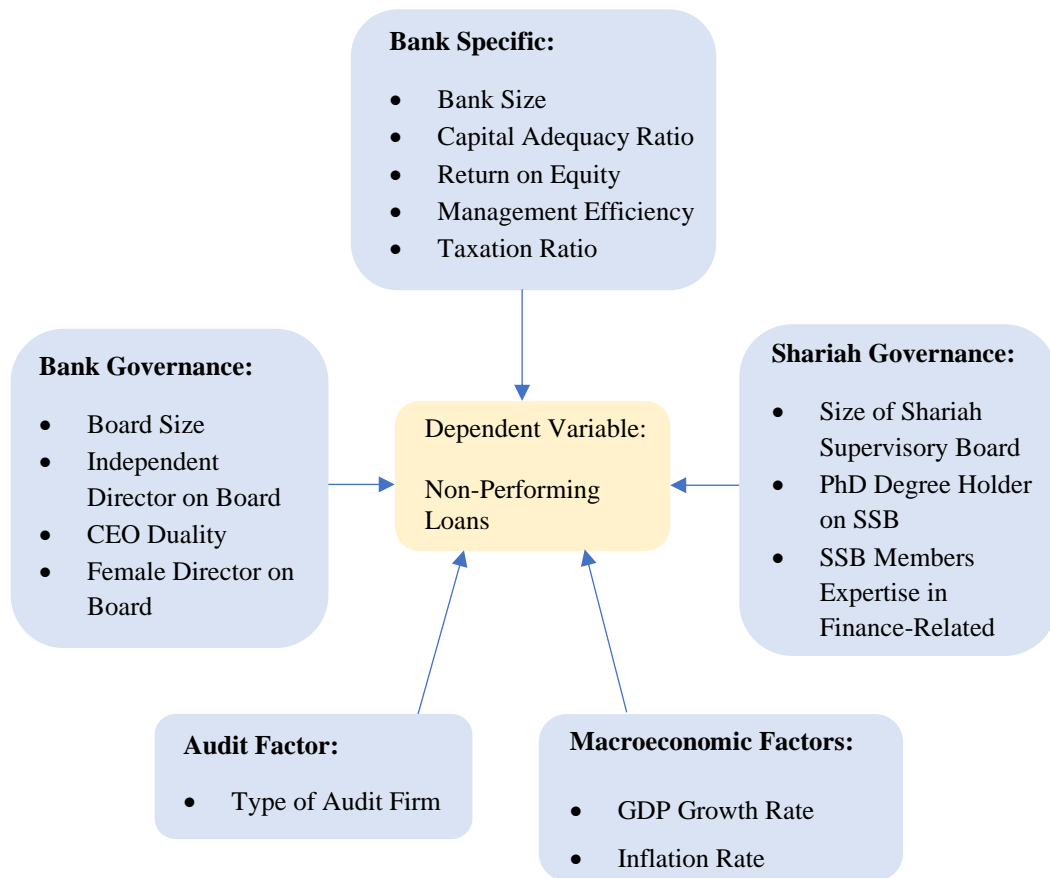 Bank Specific:
• Bank Size
• Capital Adequacy Ratio
• Return on Equity
• Management Efficiency
• Taxation Ratio
Bank Governance:
• Board Size
• Independent
Director on Board
• CEO Duality
• Female Director on
Board
Dependent Variable:
Non-Performing
Loans
Shariah Governance:
• Size of Shariah
Supervisory Board
• PhD Degree Holder
on SSB
• SSB Members
Expertise in
Finance-Related
Audit Factor:
• Type of Audit Firm
Macroeconomic Factors:
• GDP Growth Rate
• Inflation Rate